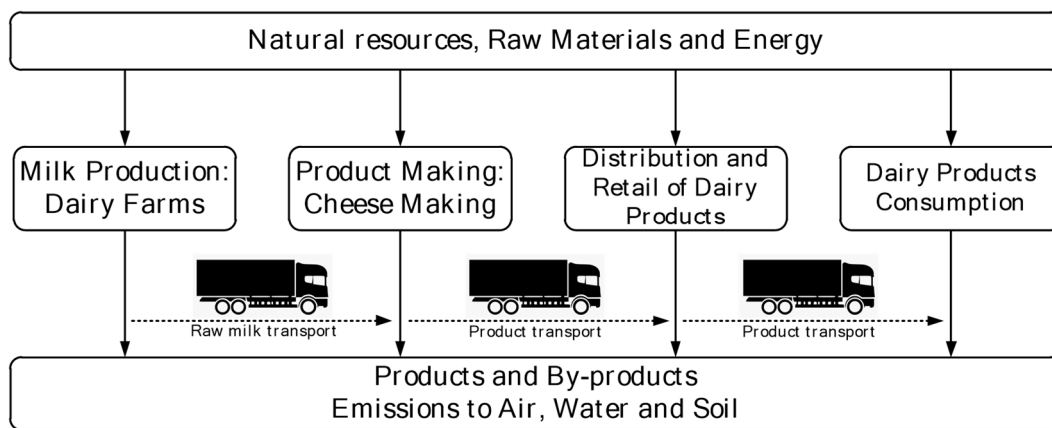 Natural resources, Raw Materials and Energy
Milk Production:
Dairy Farms
Product Making:
Cheese Making
Distribution and
Retail of Dairy
Products
Dairy Products
Consumption
Raw milk transport
Product transport
Product transport
Products and By-products
Emissions to Air, Water and Soil